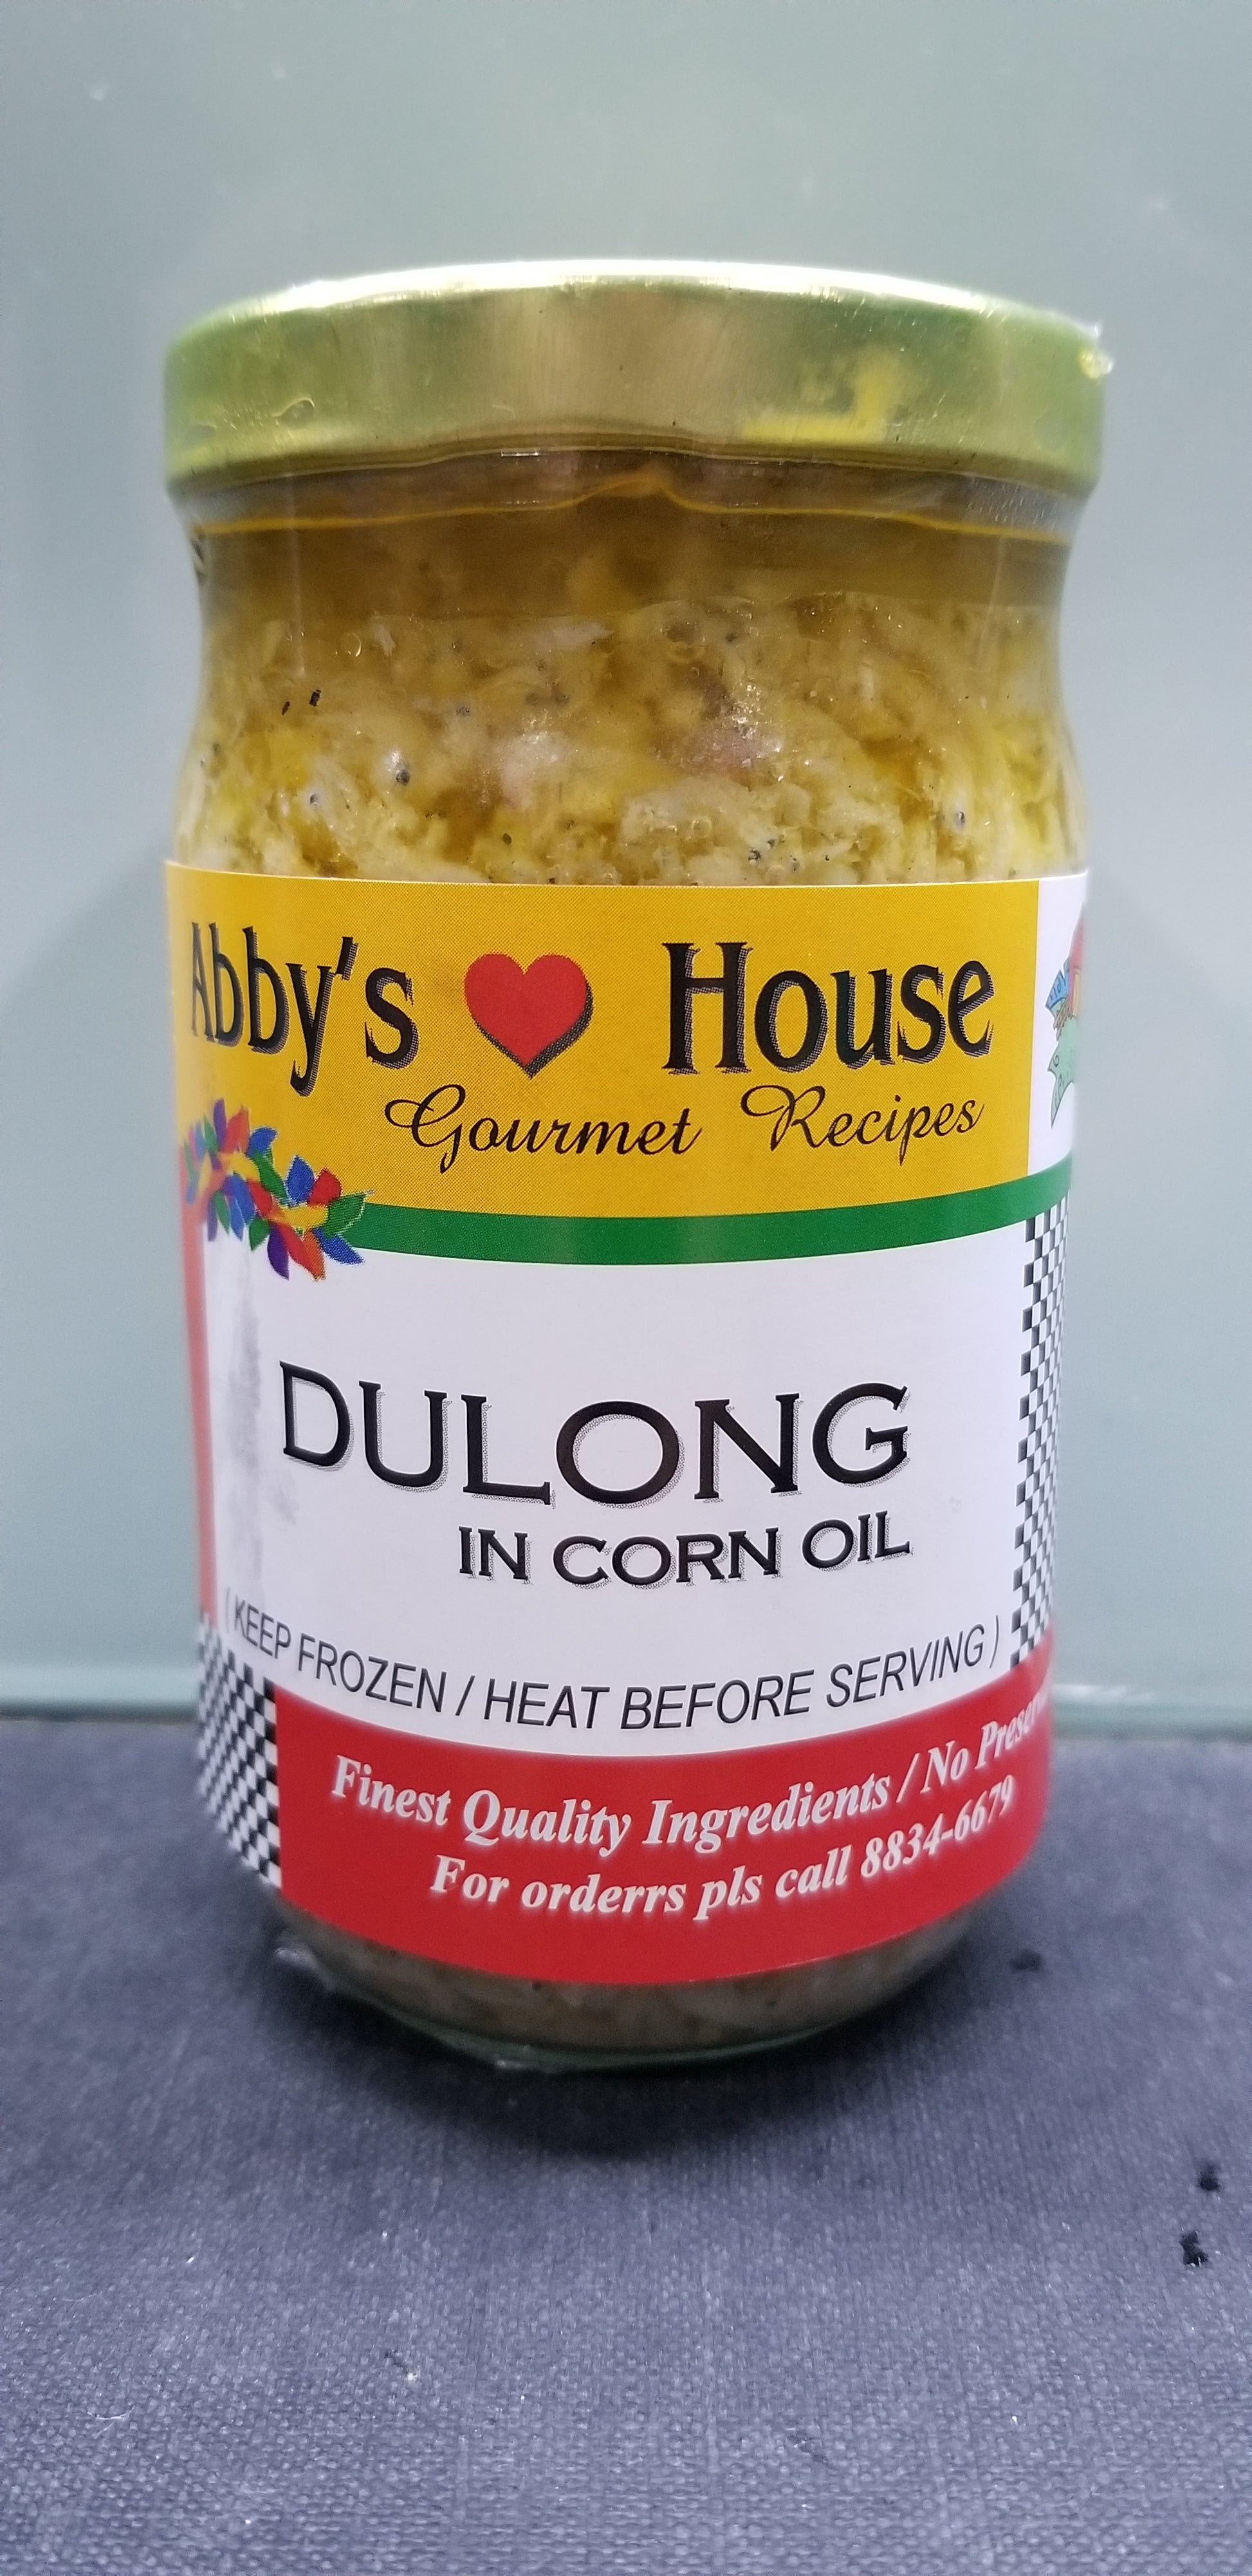 Abby's House
Gourmet Recipes
DULONG
IN CORN OIL
( KEEP FROZEN / HEAT BEFORE SERVING )
Finest Quality Ingredients / No
For orderrs pls call 8834-6679